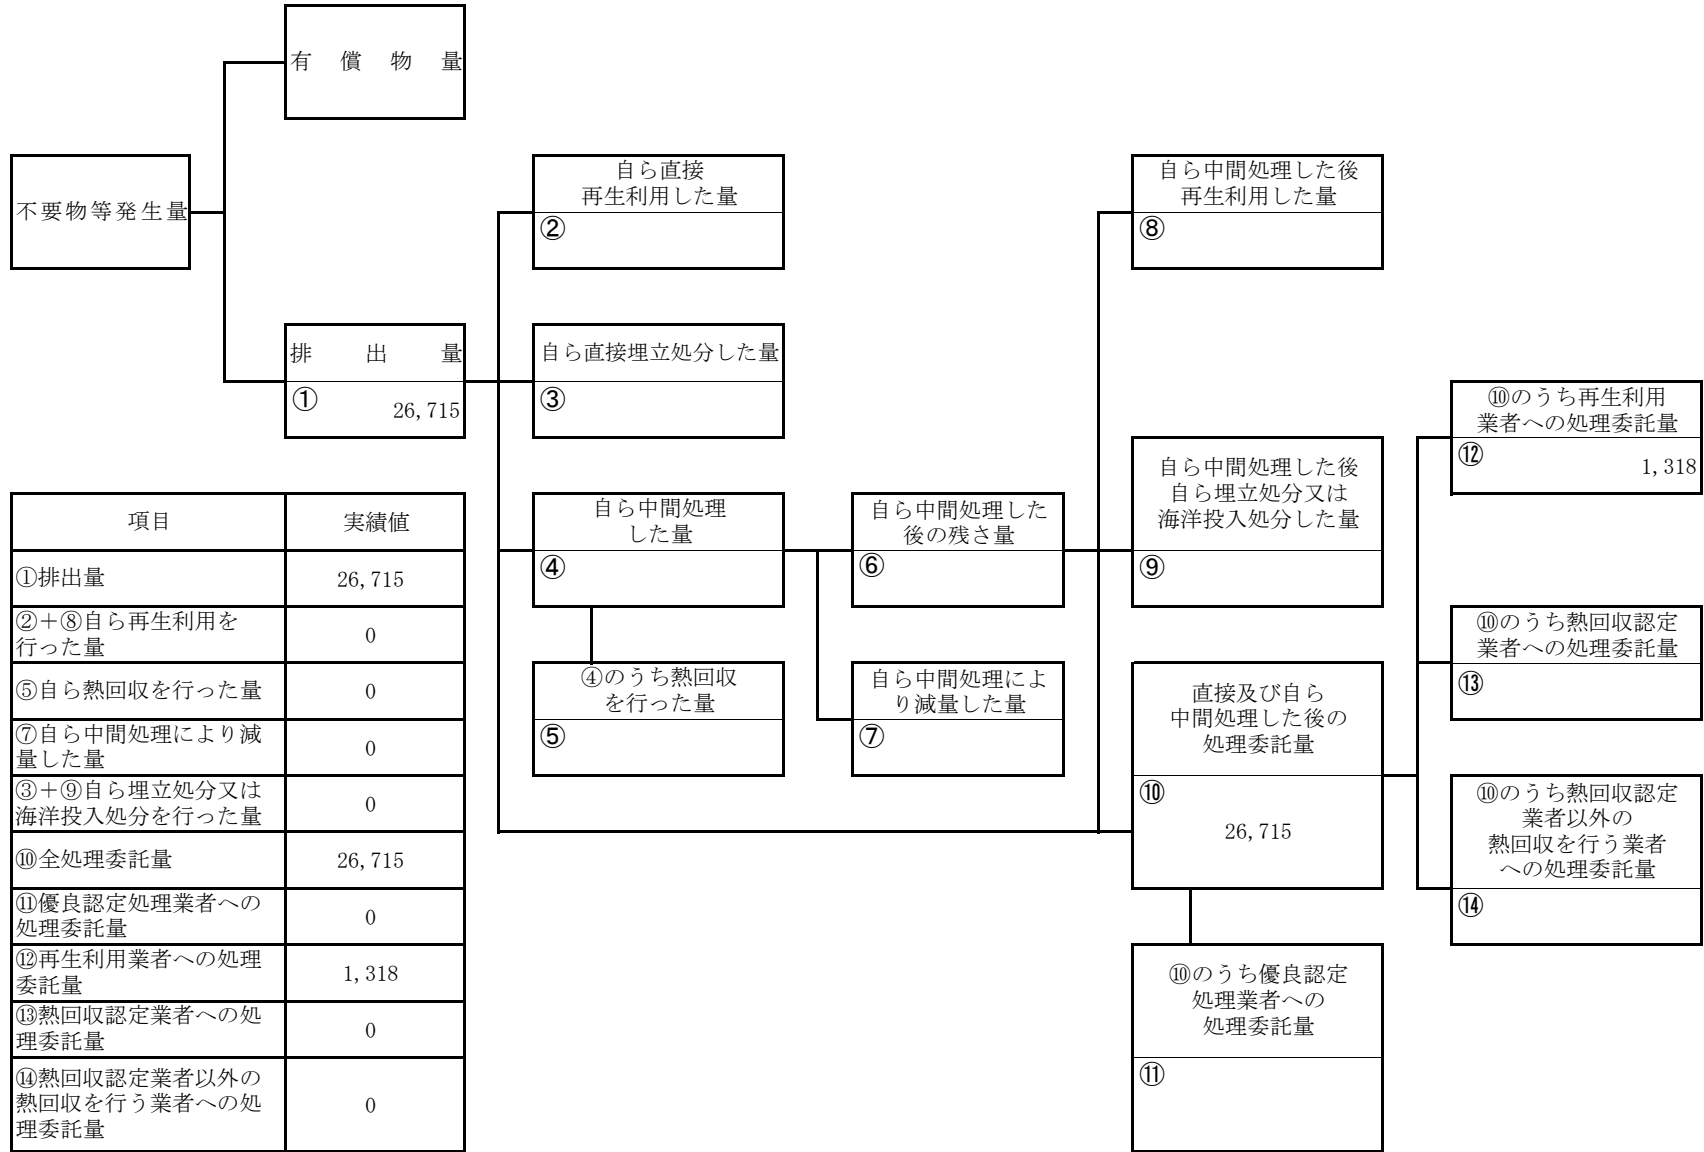 有償物量
不要物等発生量
自ら直接
再生利用した量
②
自ら中間処理した後
再生利用した量
⑧
排出量
①
26,715
自ら直接埋立処分した量
③
⑩のうち再生利用
業者への処理委託量
⑫
1,318
自ら中間処理した後
自ら埋立処分又は
海洋投入処分した量
⑨
自ら中間処理
した量
④
自ら中間処理した
後の残さ量
⑥
⑩のうち熱回収認定
業者への処理委託量
⑬
④のうち熱回収
を行った量
⑤
自ら中間処理によ
り減量した量
⑦
直接及び自ら
中間処理した後の
処理委託量
⑩
26,715
⑩のうち熱回収認定
業者以外の
熱回収を行う業者
への処理委託量
⑭
⑩のうち優良認定
処理業者への
処理委託量
⑪
項目 実績値
①排出量 26,715
②＋⑧自ら再生利用を
行った量
0
⑤自ら熱回収を行った量 0
⑦自ら中間処理により減
量した量
0
③＋⑨自ら埋立処分又は
海洋投入処分を行った量
0
⑩全処理委託量 26,715
⑪優良認定処理業者への
処理委託量
0
⑫再生利用業者への処理
委託量
1,318
⑬熱回収認定業者への処
理委託量
0
⑭熱回収認定業者以外の
熱回収を行う業者への処
理委託量
0